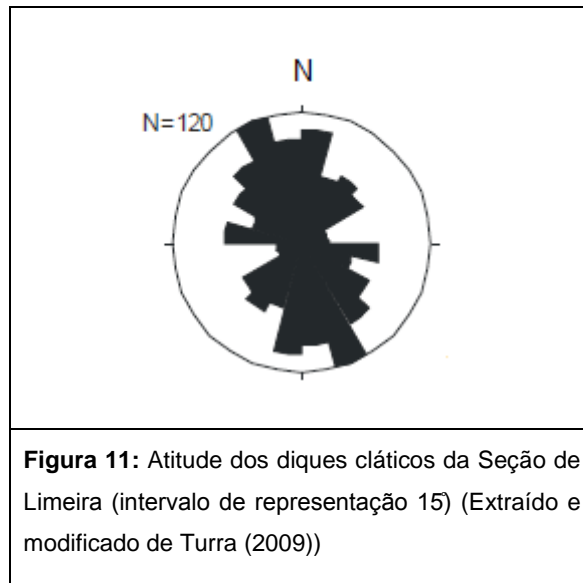 N
N=120
Figura 11: Atitude dos diques cláticos da Seção de
Limeira (intervalo de representação 15̄) (Extraído e
modificado de Turra (2009))